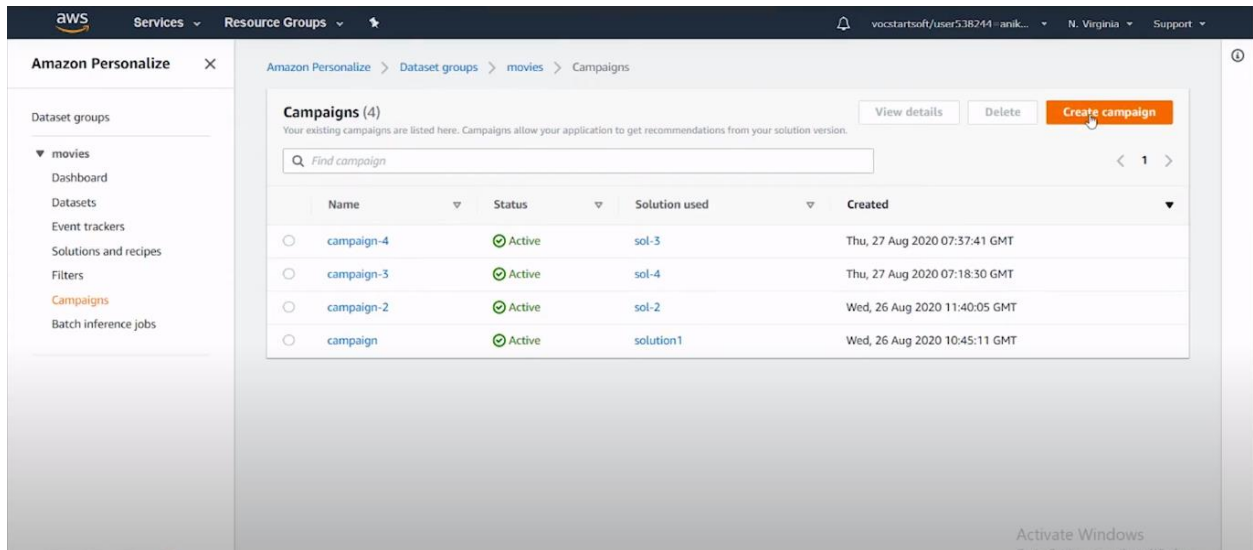 aws Services Resource Groups vocstartsoft/user538244=anik... N. Virginia Support
Amazon Personalize
Amazon Personalize > Dataset groups > movies > Campaigns
Dataset groups
movies
Dashboard
Datasets
Event trackers
Solutions and recipes
Filters
Campaigns
Batch inference jobs
Campaigns (4)
View details Delete Create campaign
Your existing campaigns are listed here. Campaigns allow your application to get recommendations from your solution version.
Find campaign
< 1 >
Name Status Solution used Created
campaign-4 Active sol-3 Thu, 27 Aug 2020 07:37:41 GMT
campaign-3 Active sol-4 Thu, 27 Aug 2020 07:18:30 GMT
campaign-2 Active sol-2 Wed, 26 Aug 2020 11:40:05 GMT
campaign Active solution1 Wed, 26 Aug 2020 10:45:11 GMT
Activate Windows